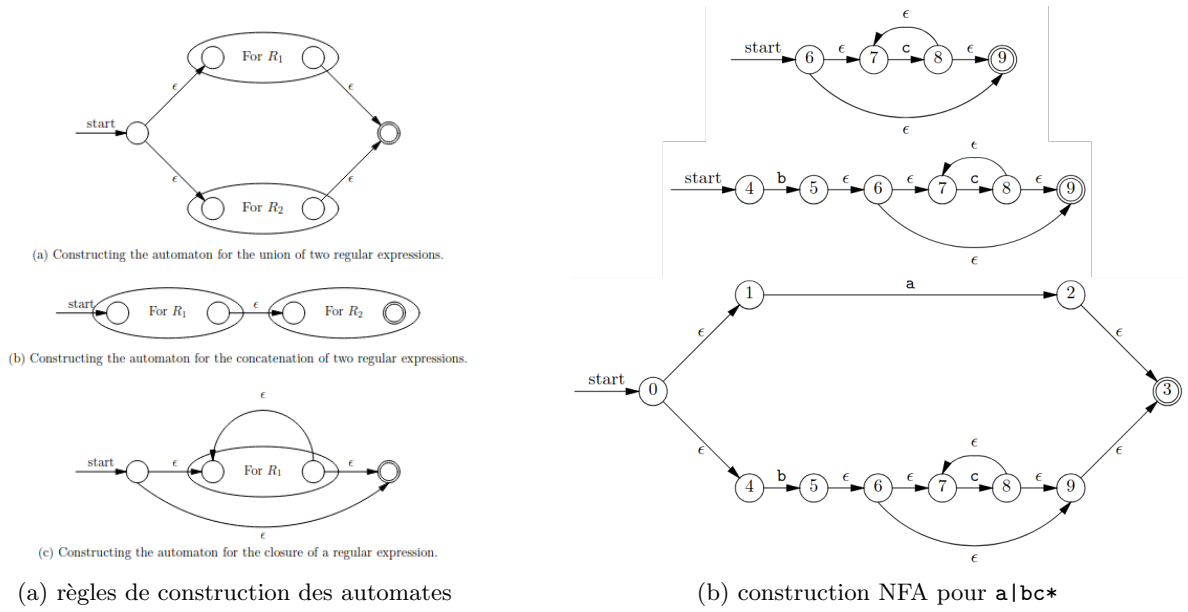 For R₁
ϵ
ϵ
start
ϵ
ϵ
For R₂
(a) Constructing the automaton for the union of two regular expressions.
start
For R₁
ϵ
For R₂
(b) Constructing the automaton for the concatenation of two regular expressions.
ϵ
start
ϵ
For R₁
ϵ
ϵ
(c) Constructing the automaton for the closure of a regular expression.
(a) règles de construction des automates
ϵ
start 6 ϵ 7 c 8 ϵ 9
ϵ
ϵ
start 4 b 5 ϵ 6 ϵ 7 c 8 ϵ 9
ϵ
1 a 2
ϵ
ϵ
start 0
3
ϵ
ϵ
ϵ
4 b 5 ϵ 6 ϵ 7 c 8 ϵ 9
ϵ
(b) construction NFA pour a|bc*